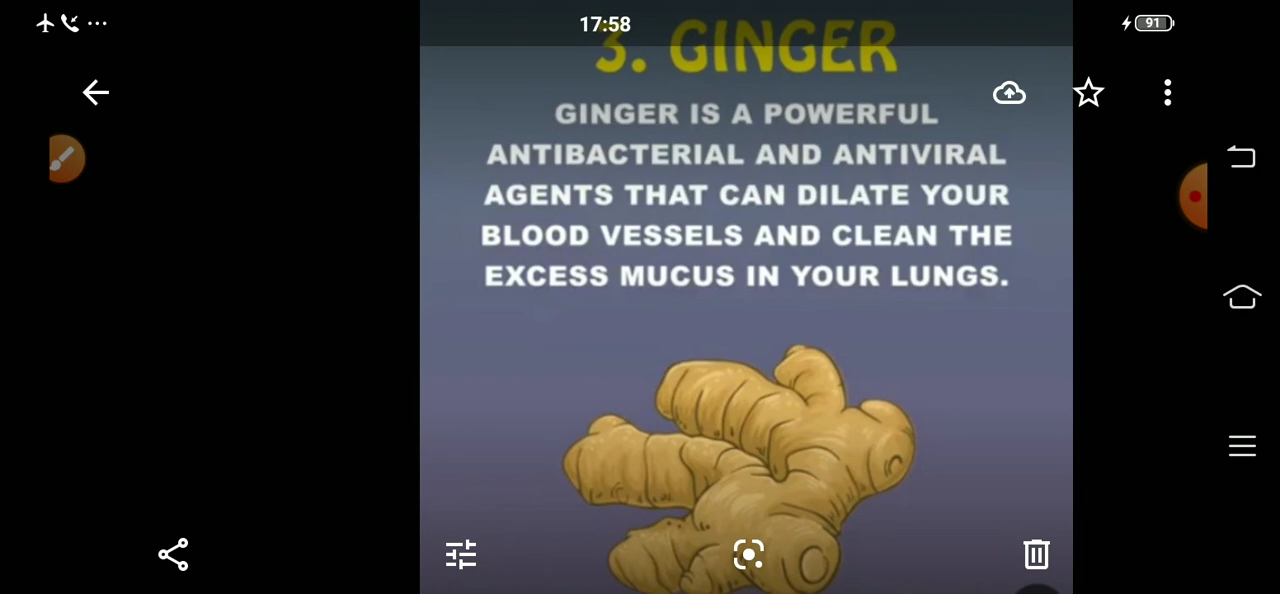 17:58
91
3. GINGER
GINGER IS A POWERFUL
ANTIBACTERIAL AND ANTIVIRAL
AGENTS THAT CAN DILATE YOUR
BLOOD VESSELS AND CLEAN THE
EXCESS MUCUS IN YOUR LUNGS.